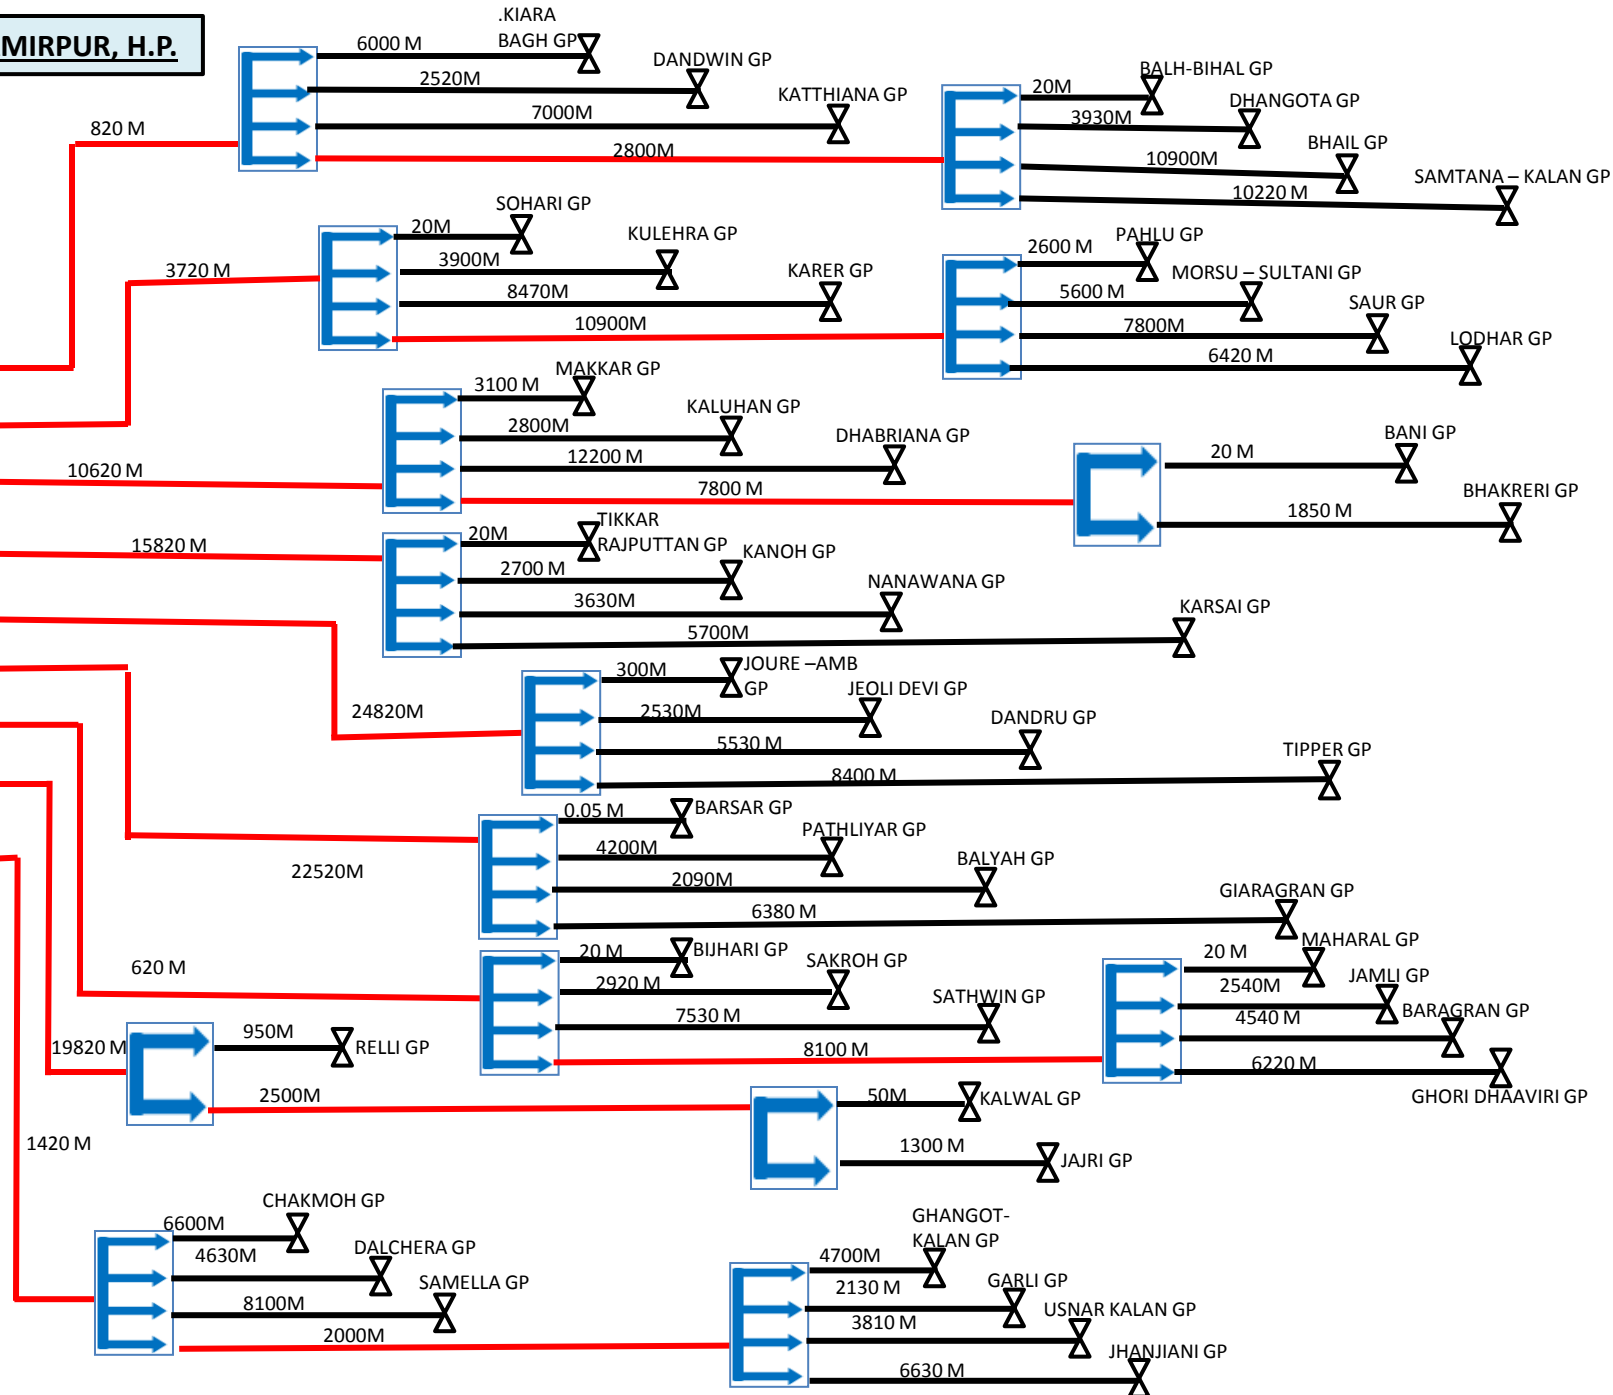 MIRPUR, H.P.
.KIARA
BAGH GP
6000 M
DANDWIN GP
2520M
KATTHIANA GP
7000M
820 M
2800M
BALH-BIHAL GP
20M
DHANGOTA GP
3930M
BHAIL GP
10900M
SAMTANA – KALAN GP
10220 M
SOHARI GP
20M
KULEHRA GP
3900M
KARER GP
8470M
3720 M
10900M
PAHLU GP
2600 M
MORSU – SULTANI GP
5600 M
SAUR GP
7800M
LODHAR GP
6420 M
MAKKAR GP
3100 M
KALUHAN GP
2800M
DHABRIANA GP
12200 M
10620 M
7800 M
BANI GP
20 M
BHAKRERI GP
1850 M
TIKKAR
RAJPUTTAN GP
20M
KANOH GP
2700 M
NANAWANA GP
3630M
KARSAI GP
5700M
15820 M
JOURE –AMB
GP
300M
JEOLI DEVI GP
2530M
DANDRU GP
5530 M
TIPPER GP
8400 M
24820M
BARSAR GP
0.05 M
PATHLIYAR GP
4200M
BALYAH GP
2090M
GIARAGRAN GP
6380 M
22520M
BIJHARI GP
20 M
SAKROH GP
2920M
SATHWIN GP
7530 M
620 M
8100 M
MAHARAL GP
20 M
JAMLI GP
2540M
BARAGRAN GP
4540 M
6220 M
GHORI DHAAVIRI GP
19820 M
950M
RELLI GP
2500M
50M
KALWAL GP
1300 M
JAJRI GP
1420 M
CHAKMOH GP
6600M
DALCHERA GP
4630M
SAMELLA GP
8100M
2000M
GHANGOT-
KALAN GP
4700M
GARLI GP
2130 M
USNAR KALAN GP
3810 M
JHANJIANI GP
6630 M